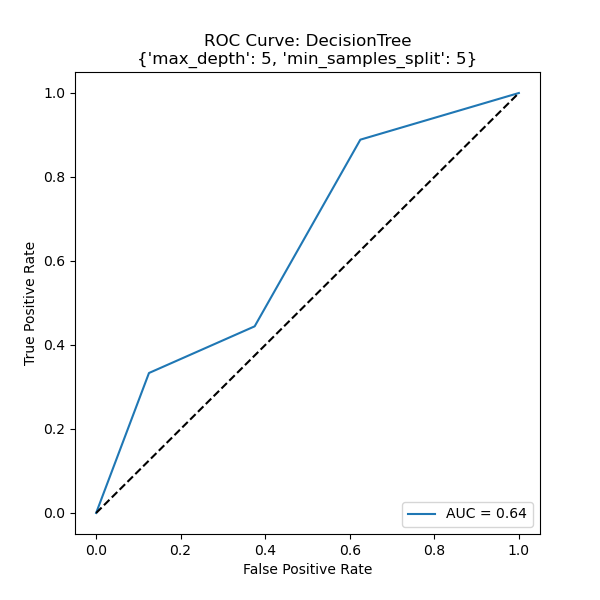 ROC Curve: DecisionTree
{'max_depth': 5, 'min_samples_split': 5}
True Positive Rate
1.0
0.8
0.6
0.4
0.2
0.0
AUC = 0.64
0.0 0.2 0.4 0.6 0.8 1.0
False Positive Rate